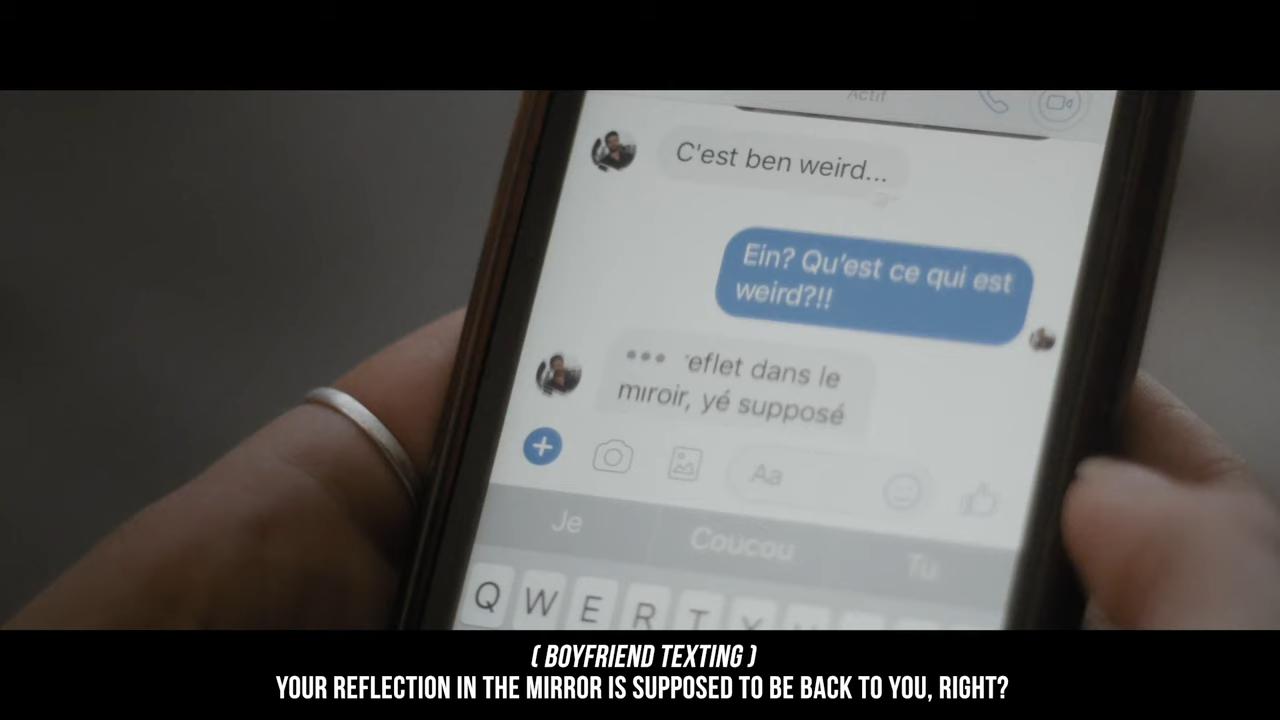 Actif
C'est ben weird...
Ein? Qu'est ce qui est
weird?!!
eflet dans le
miroir, yé supposé
Aa
Je Coucou Tu
Q W E R T Y
( BOYFRIEND TEXTING )
YOUR REFLECTION IN THE MIRROR IS SUPPOSED TO BE BACK TO YOU, RIGHT?